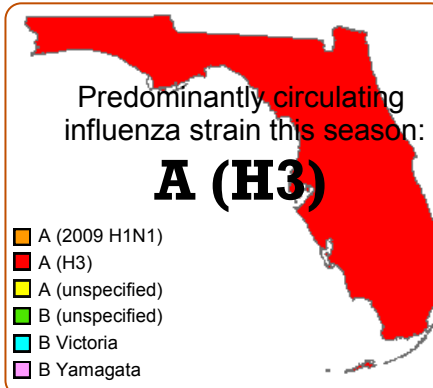 Predominantly circulating
influenza strain this season:
A (H3)
A (2009 H1N1)
A (H3)
A (unspecified)
B (unspecified)
B Victoria
B Yamagata